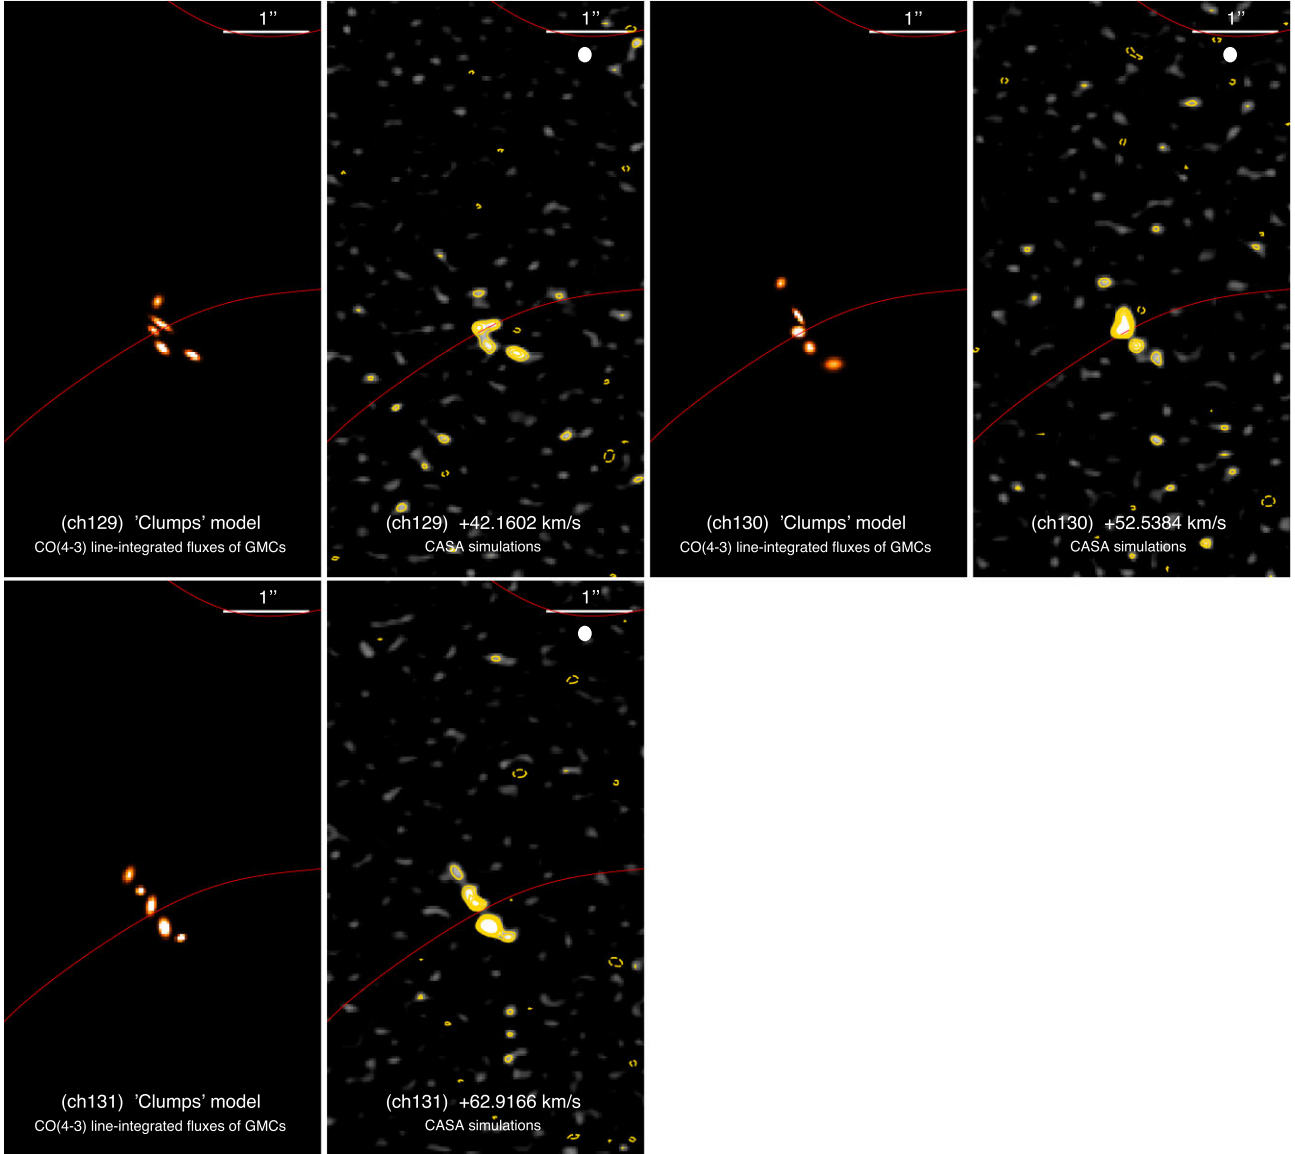 1”
1”
1”
1”
(ch129) ’Clumps’ model
CO(4-3) line-integrated fluxes of GMCs
(ch129) +42.1602 km/s
CASA simulations
(ch130) ’Clumps’ model
CO(4-3) line-integrated fluxes of GMCs
(ch130) +52.5384 km/s
CASA simulations
1”
1”
(ch131) ’Clumps’ model
CO(4-3) line-integrated fluxes of GMCs
(ch131) +62.9166 km/s
CASA simulations